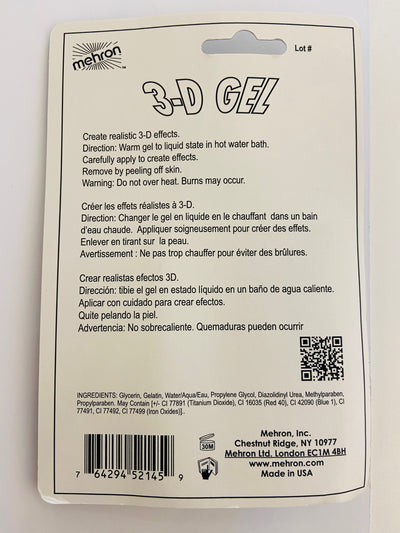 mehron
Lot #
3-D GEL
Create realistic 3-D effects.
Direction: Warm gel to liquid state in hot water bath.
Carefully apply to create effects.
Remove by peeling off skin.
Warning: Do not over heat. Burns may occur.
Créer les éfets réalistes à 3-D.
Direction: Changer le gel en liquide en le chauffant dans un bain
d'eau chaude. Appliquer soigneusement pour créer des éfets.
Enlever en tirant sur la peau.
Avertissement : Ne pas trop chauffer pour éviter des brûlures.
Crear realistas efectos 3D.
Dirección: tibie el gel en estado líquido en un baño de agua caliente.
Aplicar con cuidado para crear efectos.
Quite pelando la piel.
Advertencia: No sobrecaliente. Quemaduras pueden ocurrir
INGREDIENTS: Glycerin, Gelatin, Water/Aqua/Eau, Propylene Glycol, Diazolidinyl Urea, Methylparaben,
Propylparaben. May Contain [+/- CI 77891 (Titanium Dioxide), CI 16035 (Red 40), CI 42090 (Blue 1), CI
77491, CI 77492, CI 77499 (Iron Oxides)]..
7 64294 52145 9
30M
Mehron, Inc.
Chestnut Ridge, NY 10977
Mehron Ltd. London EC1M 4BH
www.mehron.com
Made in USA